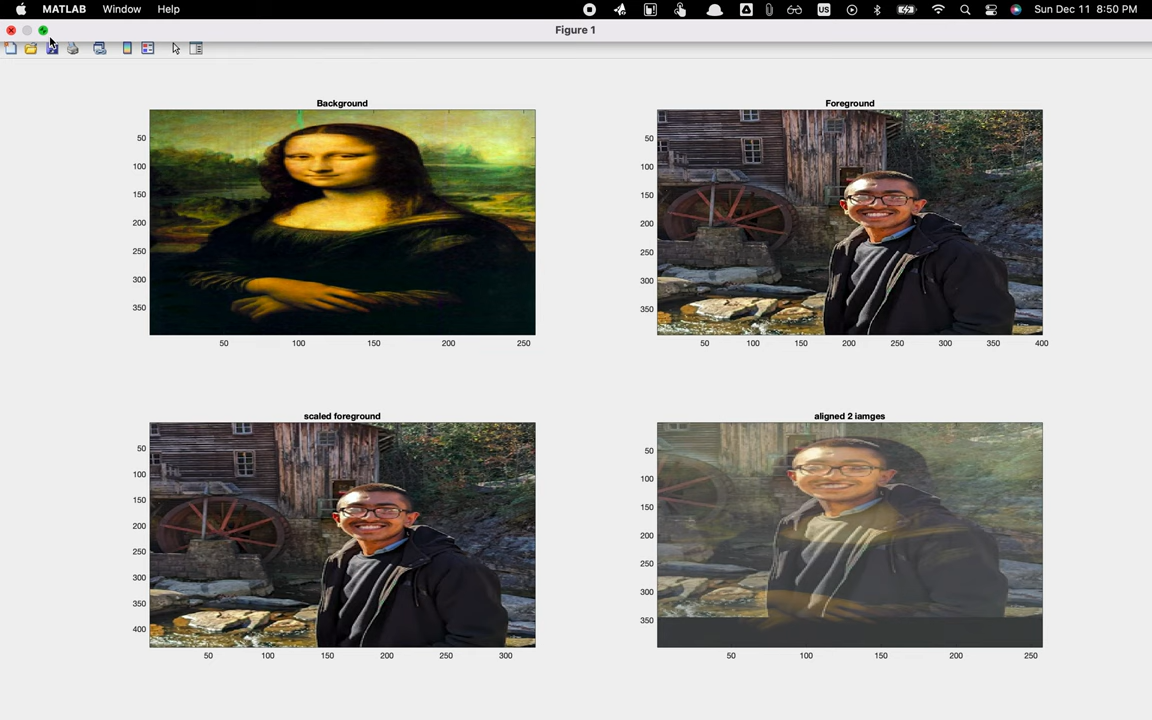 MATLAB Window Help US Sun Dec 11 8:50 PM
Figure 1
Background
50
100
150
200
250
300
350
50 100 150 200 250
Foreground
50
100
150
200
250
300
350
50 100 150 200 250 300 350 400
scaled foreground
50
100
150
200
250
300
350
400
50 100 150 200 250 300
aligned 2 iamges
50
100
150
200
250
300
350
50 100 150 200 250